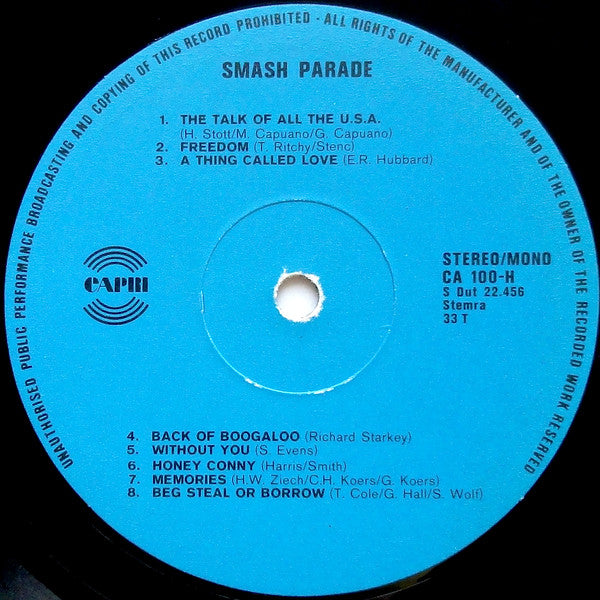 UNAUTHORISED PUBLIC PERFORMANCE BROADCASTING AND COPYING OF THIS RECORD PROHIBITED - ALL RIGHTS OF THE MANUFACTURER AND OF THE OWNER OF THE RECORDED WORK RESERVED
SMASH PARADE
1. THE TALK OF ALL THE U.S.A.
(H. Stott/M. Capuano/G. Capuano)
2. FREEDOM (T. Ritchy/Stenc)
3. A THING CALLED LOVE (E.R. Hubbard)
CAPRI
STEREO/MONO
CA 100-H
S Dut 22.456
Stemra
33 T
4. BACK OF BOOGALOO (Richard Starkey)
5. WITHOUT YOU (S. Evens)
6. HONEY CONNY (Harris/Smith)
7. MEMORIES (H.W. Ziech/C.H. Koers/G. Koers)
8. BEG STEAL OR BORROW (T. Cole/G. Hall/S. Wolf)